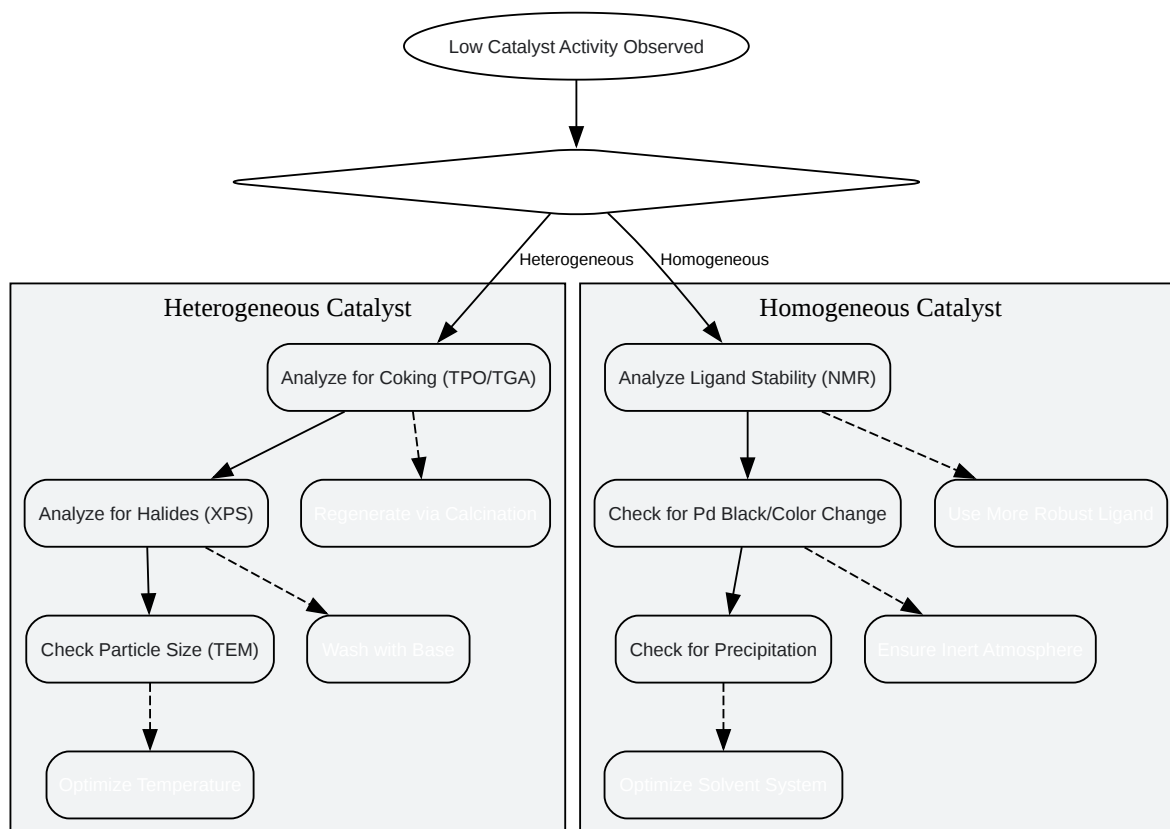 Low Catalyst Activity Observed
Heterogeneous
Homogeneous
Heterogeneous Catalyst
Homogeneous Catalyst
Analyze for Coking (TPO/TGA)
Analyze Ligand Stability (NMR)
Analyze for Halides (XPS)
Regenerate via Calcination
Check for Pd Black/Color Change
Use More Robust Ligand
Check Particle Size (TEM)
Wash with Base
Check for Precipitation
Ensure Inert Atmosphere
Optimize Temperature
Optimize Solvent System